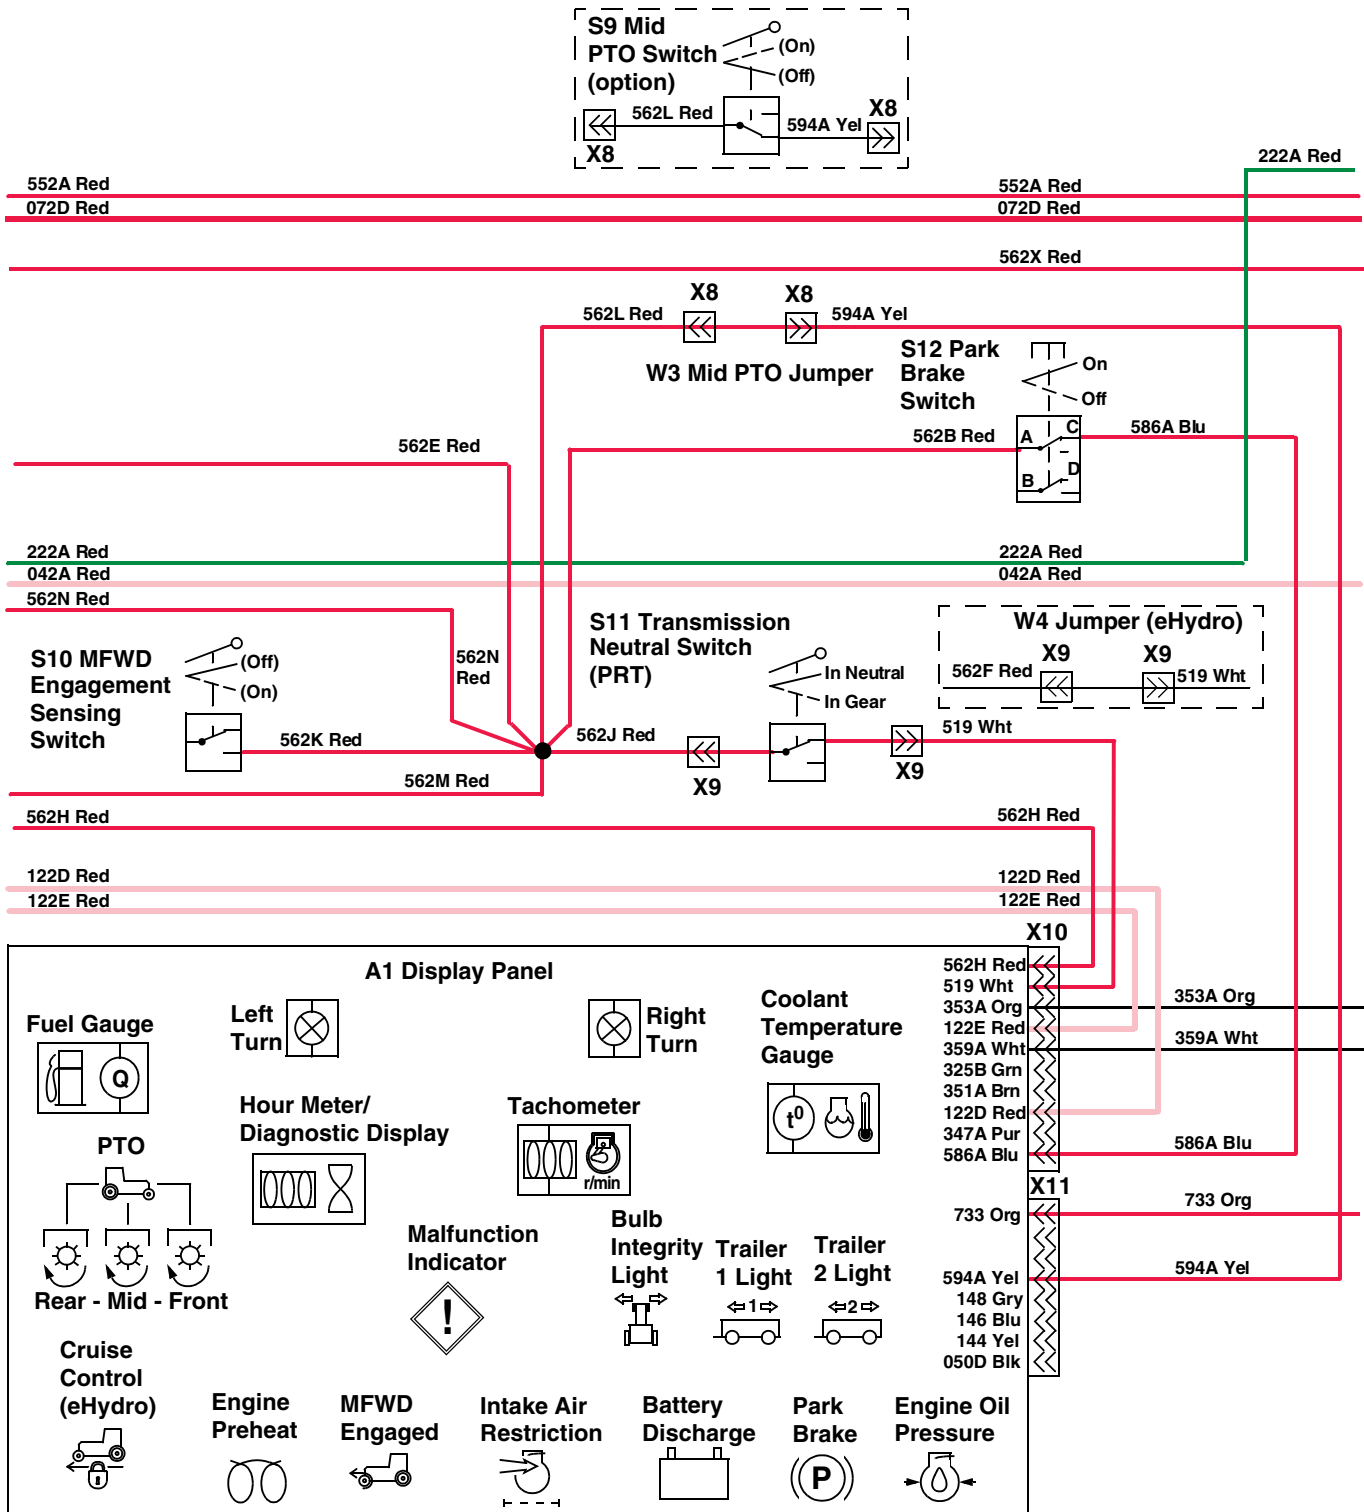 S9 Mid
PTO Switch
(option)
(On)
(Off)
562L Red
594A Yel
X8
X8
222A Red
552A Red
552A Red
072D Red
072D Red
562X Red
X8
X8
562L Red
594A Yel
W3 Mid PTO Jumper
S12 Park
Brake
Switch
On
Off
562E Red
562B Red
A
C
B
D
586A Blu
222A Red
222A Red
042A Red
042A Red
562N Red
S10 MFWD
Engagement
Sensing
Switch
(Off)
(On)
562N
Red
S11 Transmission
Neutral Switch
(PRT)
In Neutral
In Gear
W4 Jumper (eHydro)
X9
X9
562F Red
519 Wht
562K Red
562J Red
X9
519 Wht
X9
562M Red
562H Red
562H Red
122D Red
122D Red
122E Red
122E Red
X10
A1 Display Panel
562H Red
519 Wht
353A Org
353A Org
122E Red
359A Wht
359A Wht
325B Grn
351A Brn
122D Red
347A Pur
586A Blu
586A Blu
Fuel Gauge
Q
Left
Turn
Right
Turn
Coolant
Temperature
Gauge
t0
Hour Meter/
Diagnostic Display
Tachometer
r/min
PTO
Rear - Mid - Front
X11
733 Org
733 Org
594A Yel
594A Yel
148 Gry
146 Blu
144 Yel
050D Blk
Malfunction
Indicator
!
Bulb
Integrity
Light
Trailer
1 Light
1
Trailer
2 Light
2
Cruise
Control
(eHydro)
Engine
Preheat
MFWD
Engaged
Intake Air
Restriction
Battery
Discharge
Park
Brake
P
Engine Oil
Pressure